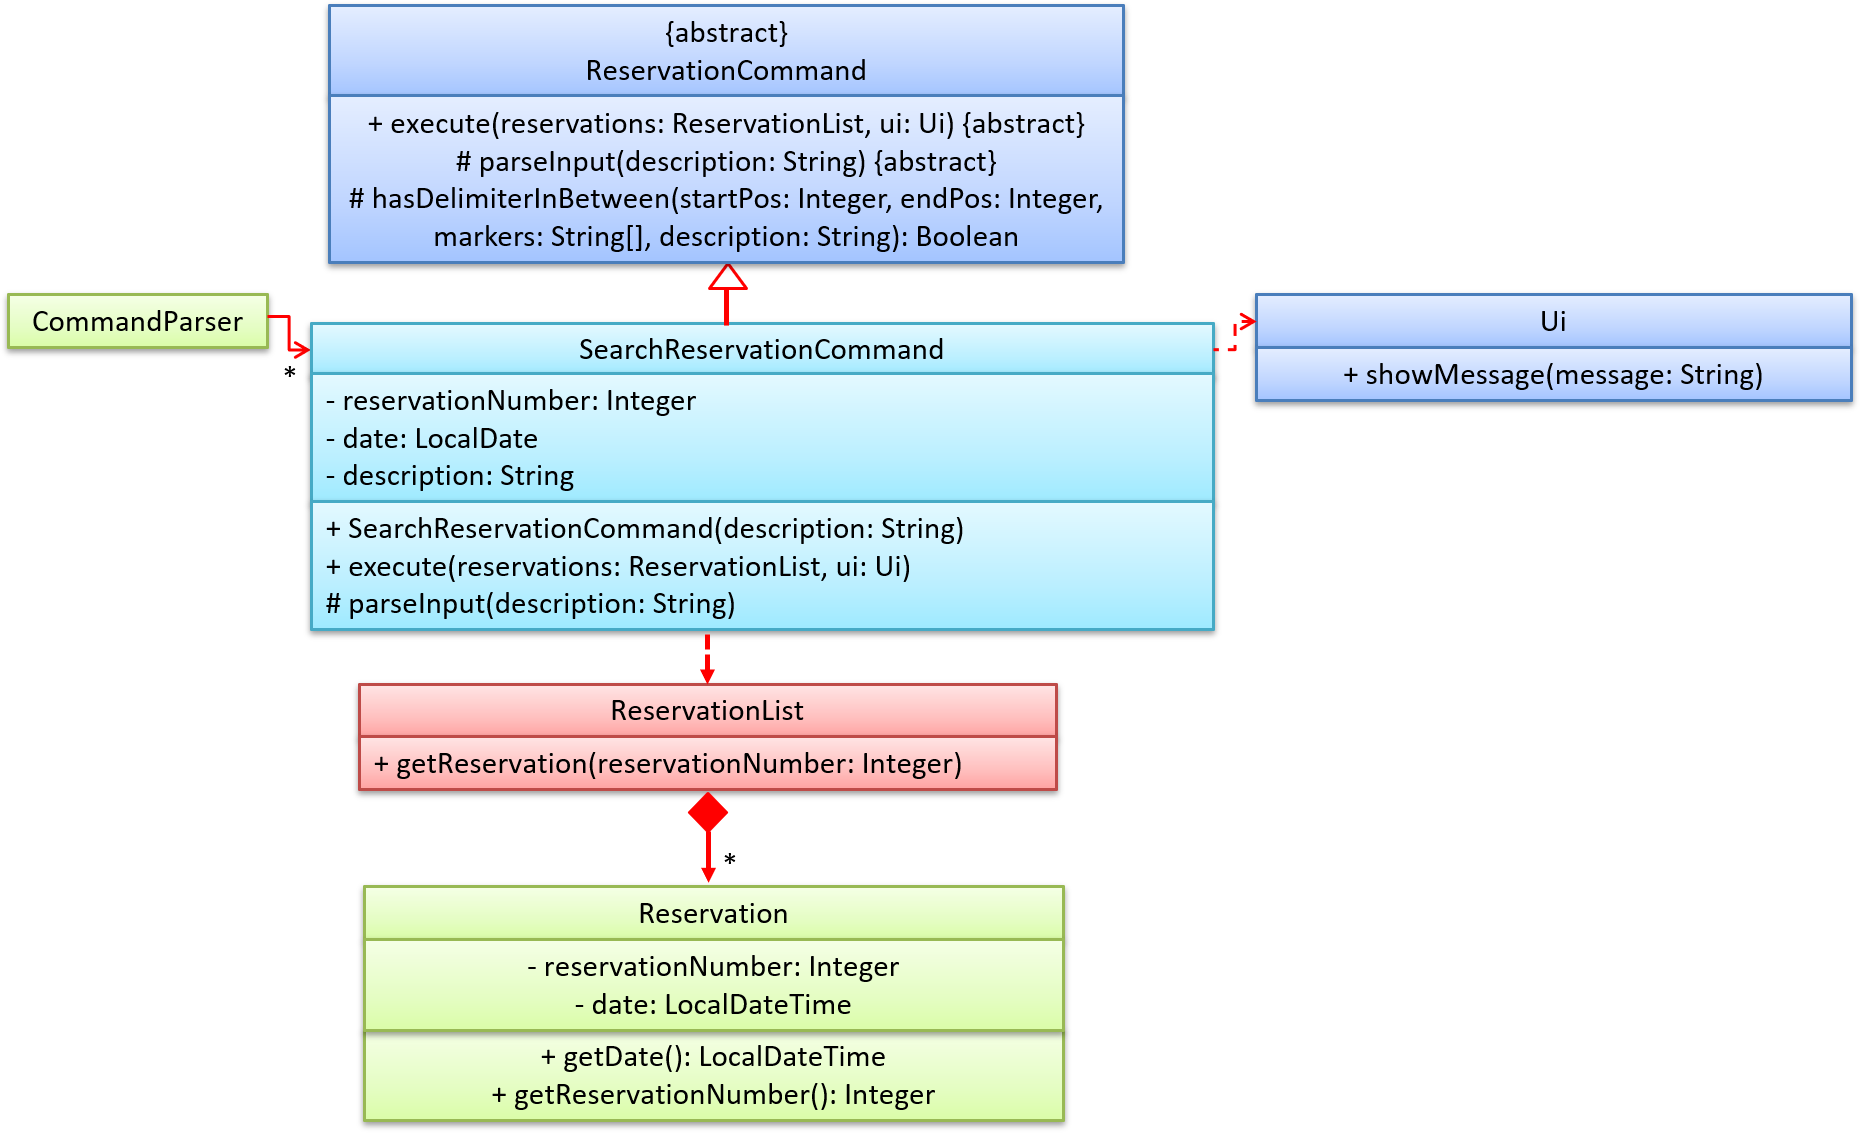 {abstract}
ReservationCommand
+ execute(reservations: ReservationList, ui: Ui) {abstract}
# parseInput(description: String) {abstract}
# hasDelimiterInBetween(startPos: Integer, endPos: Integer,
markers: String[], description: String): Boolean
CommandParser
*
SearchReservationCommand
- reservationNumber: Integer
- date: LocalDate
- description: String
+ SearchReservationCommand(description: String)
+ execute(reservations: ReservationList, ui: Ui)
# parseInput(description: String)
Ui
+ showMessage(message: String)
ReservationList
+ getReservation(reservationNumber: Integer)
*
Reservation
- reservationNumber: Integer
- date: LocalDateTime
+ getDate(): LocalDateTime
+ getReservationNumber(): Integer